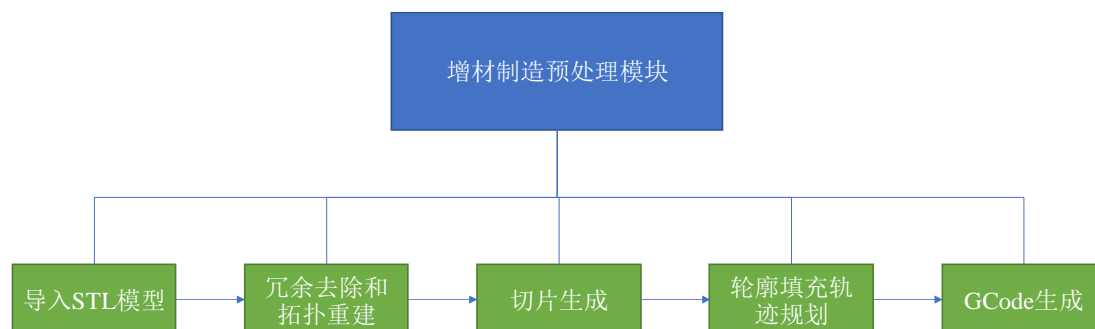 增材制造预处理模块
导入STL模型
冗余去除和
拓扑重建
切片生成
轮廓填充轨
迹规划
GCode生成